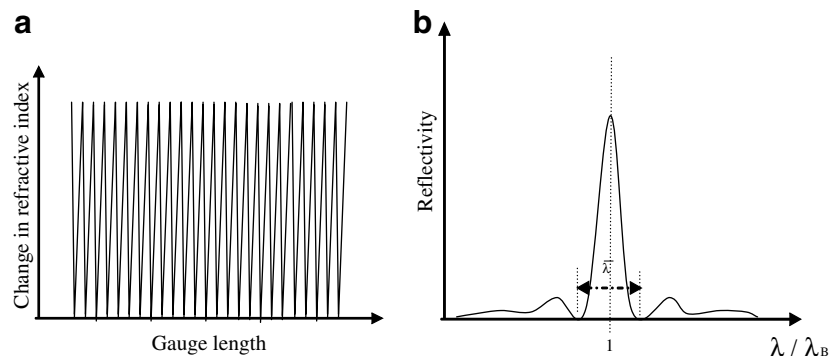 a
Change in refractive index
Gauge length
b
Reflectivity
λ̄
1
λ / λB